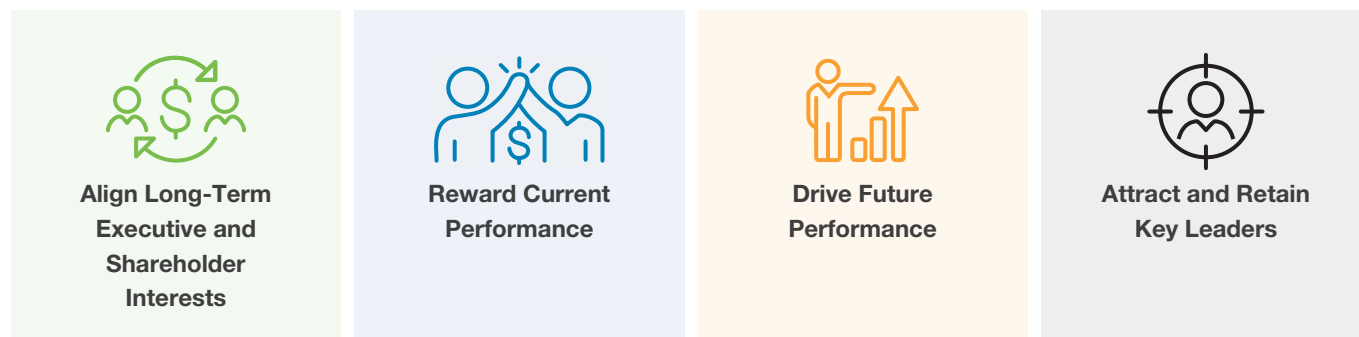 Align Long-Term
Executive and
Shareholder
Interests
Reward Current
Performance
Drive Future
Performance
Attract and Retain
Key Leaders